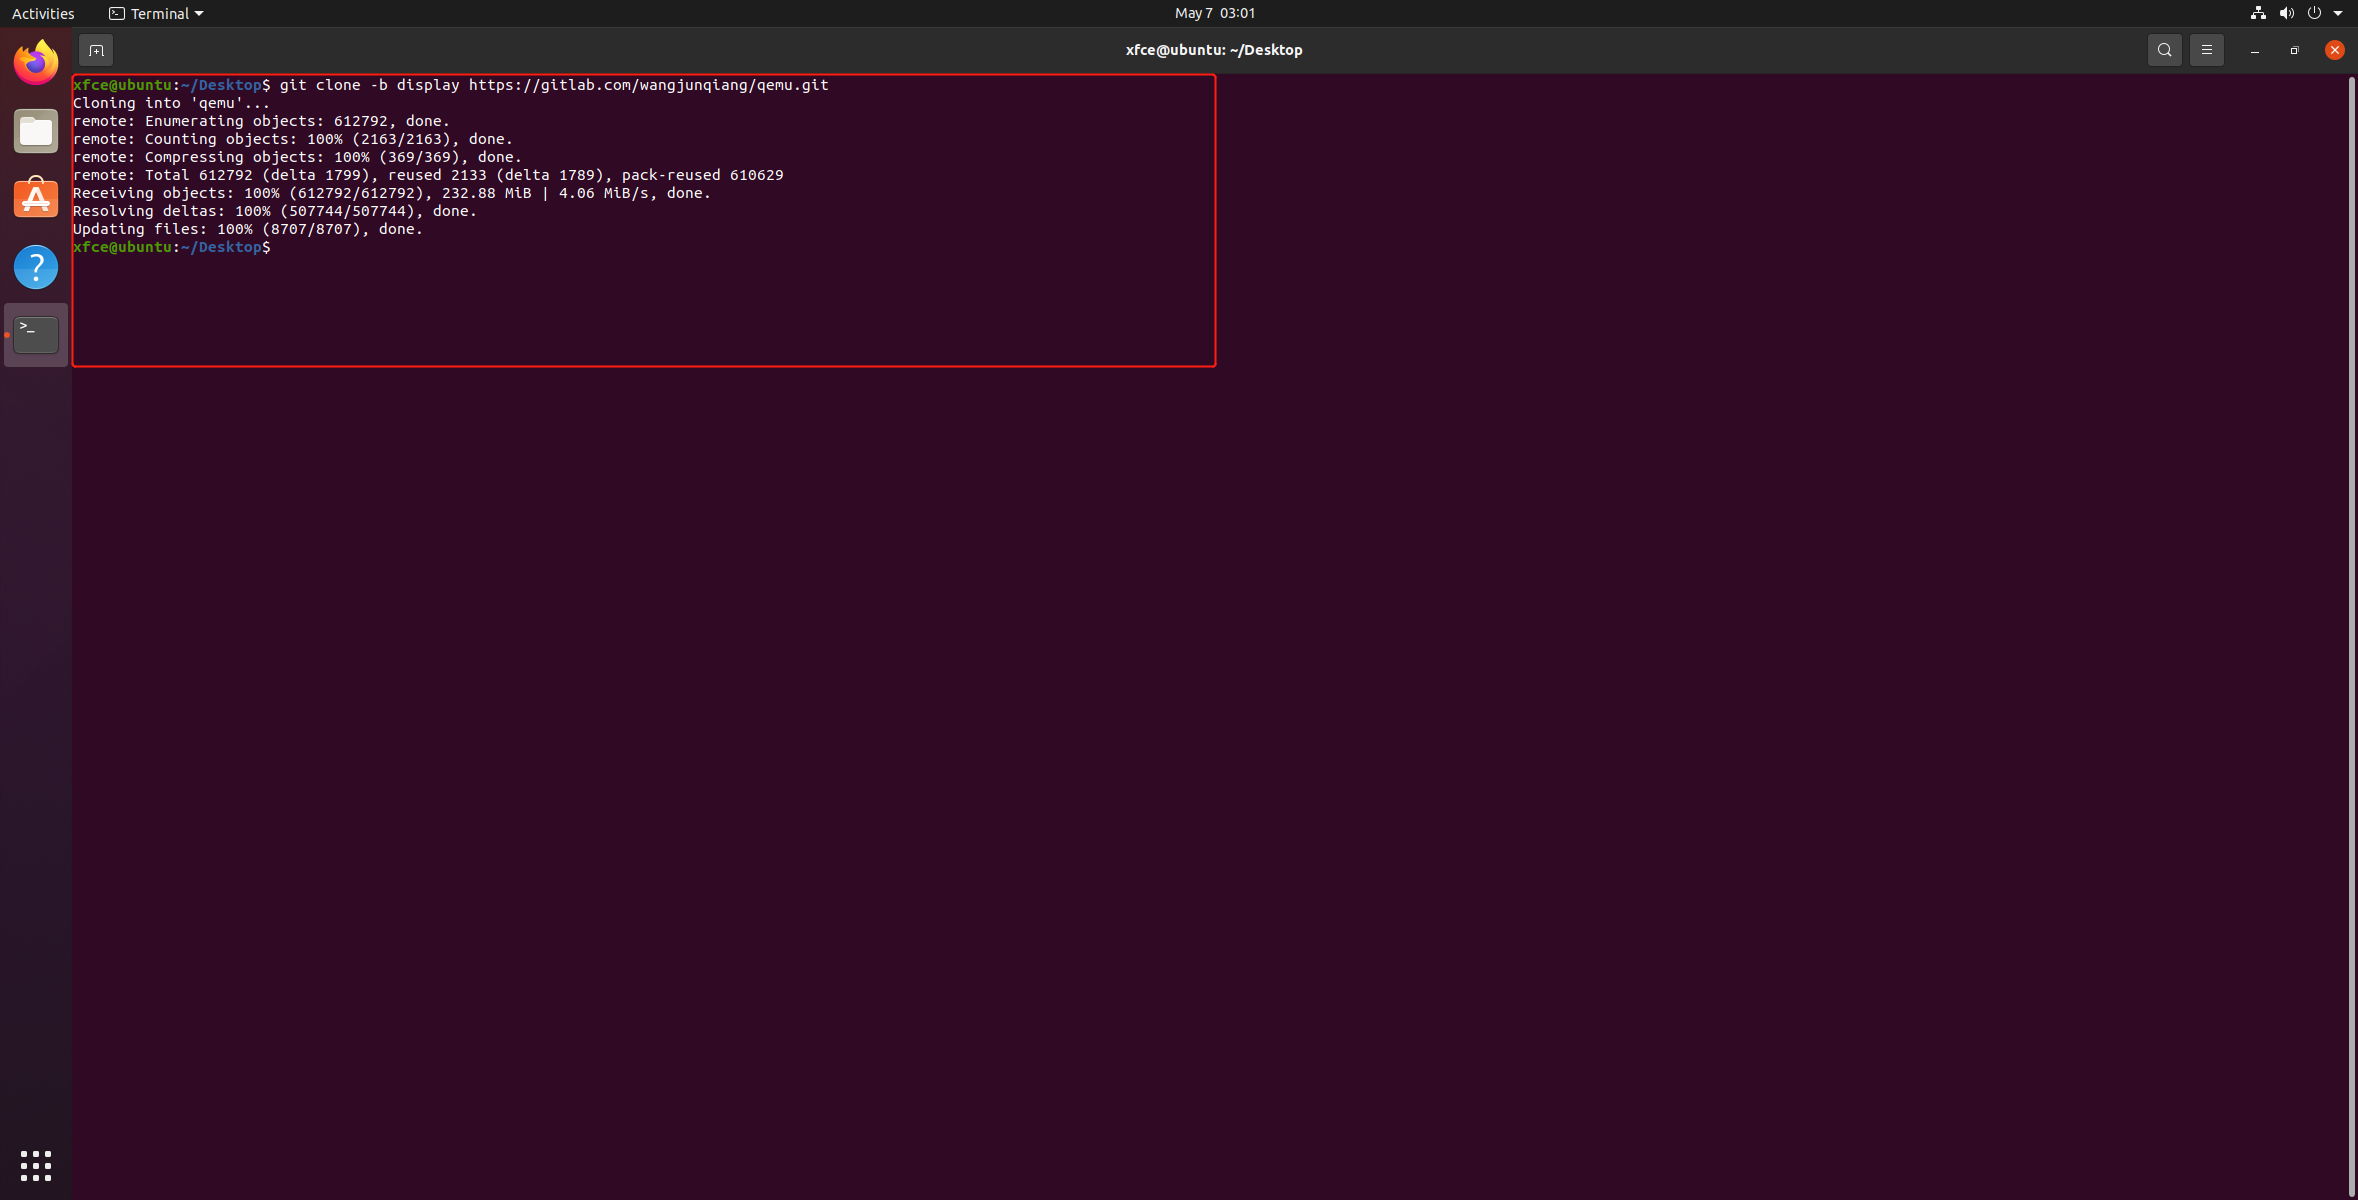 Activities
Terminal
May 7 03:01
xfce@ubuntu: ~/Desktop
xfce@ubuntu:~/Desktop$ git clone -b display https://gitlab.com/wangjunqiang/qemu.git
Cloning into 'qemu'...
remote: Enumerating objects: 612792, done.
remote: Counting objects: 100% (2163/2163), done.
remote: Compressing objects: 100% (369/369), done.
remote: Total 612792 (delta 1799), reused 2133 (delta 1789), pack-reused 610629
Receiving objects: 100% (612792/612792), 232.88 MiB | 4.06 MiB/s, done.
Resolving deltas: 100% (507744/507744), done.
Updating files: 100% (8707/8707), done.
xfce@ubuntu:~/Desktop$